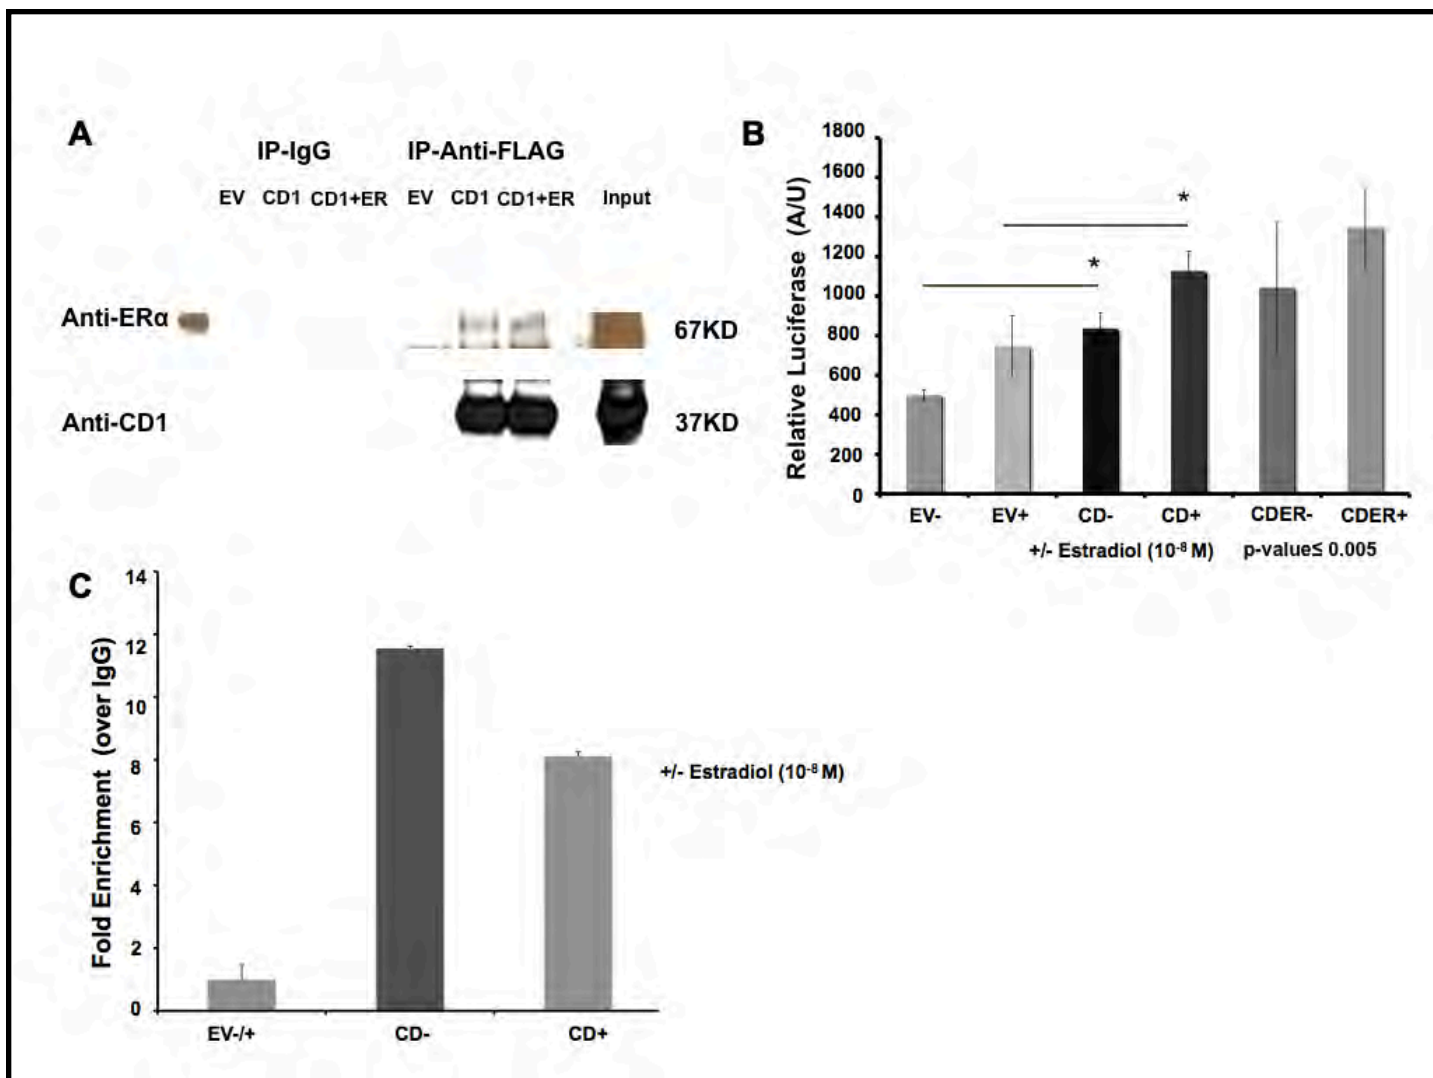 A
IP-IgG IP-Anti-FLAG
EV CD1 CD1+ER EV CD1 CD1+ER Input
Anti-ERα 67KD
Anti-CD1 37KD
B
Relative Luciferase (A/U)
1800
1600
1400
1200
1000
800
600
400
200
0
*
*
EV- EV+ CD- CD+ CDER- CDER+
+/- Estradiol (10⁻⁸ M) p-value≤ 0.005
C
Fold Enrichment (over IgG)
14
12
10
8
6
4
2
0
+/- Estradiol (10⁻⁸ M)
EV-/+ CD- CD+